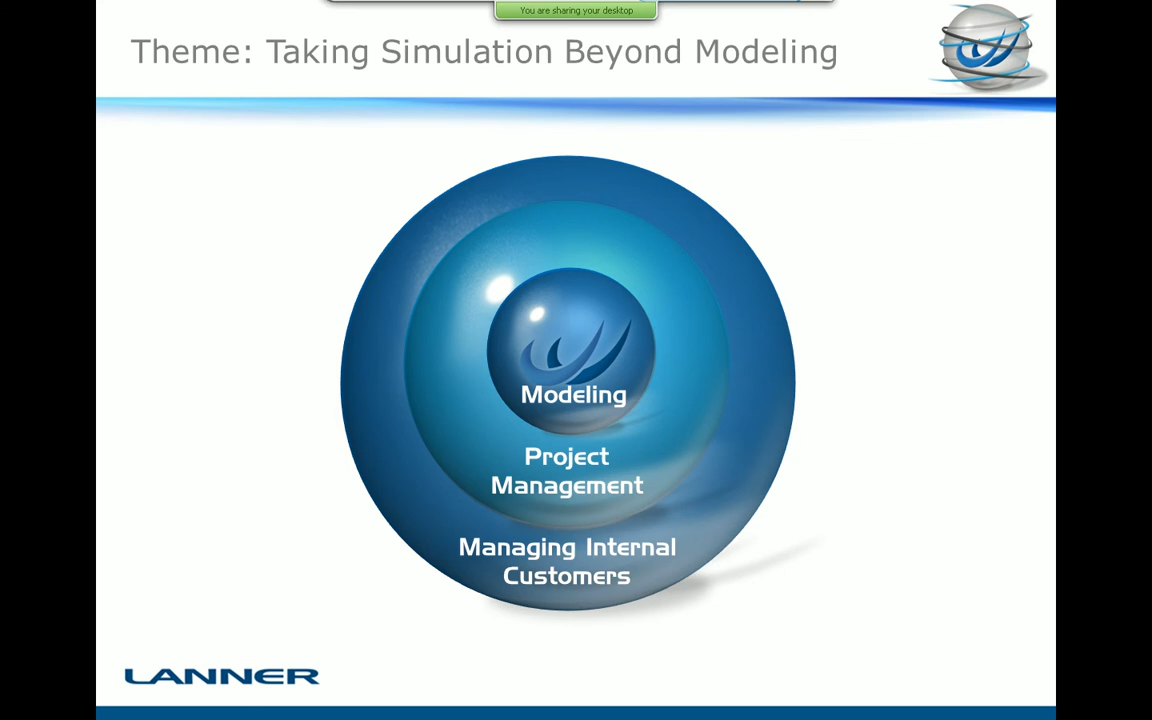 You are sharing your desktop
Theme: Taking Simulation Beyond Modeling
Modeling
Project
Management
Managing Internal
Customers
LANNER